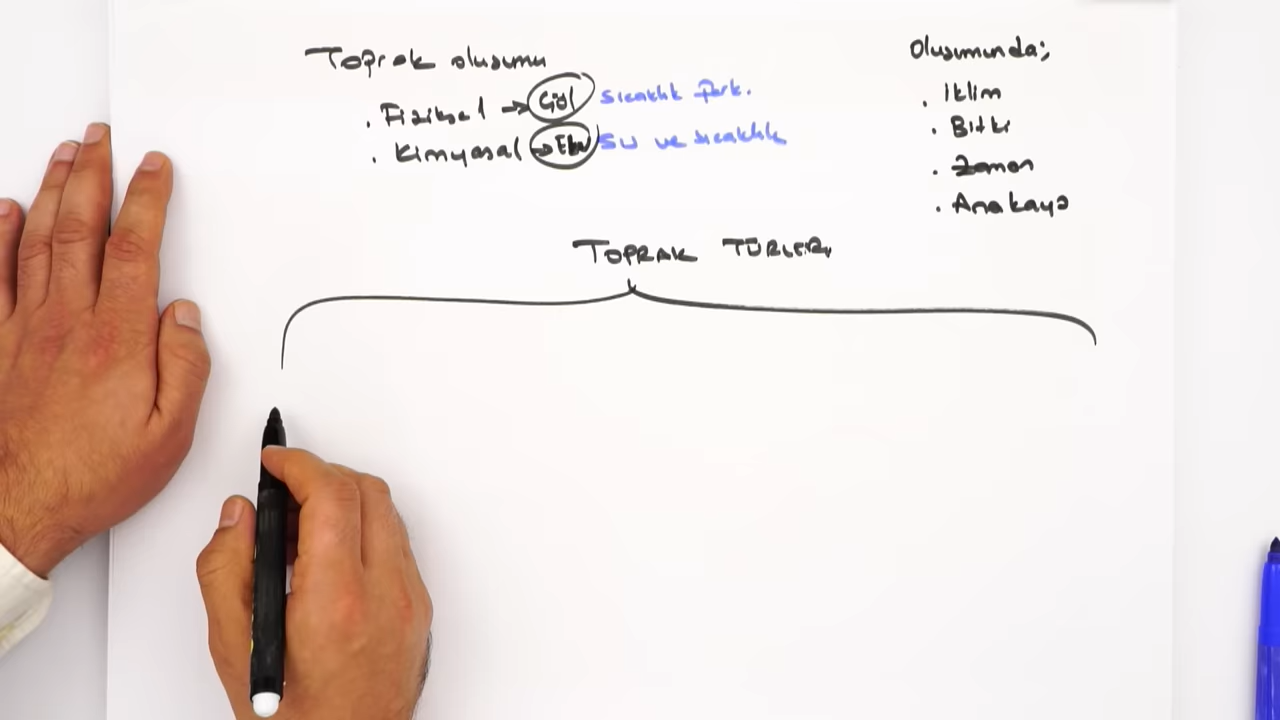 Toprak oluşumu
. Fiziksel → Çöl sıcaklık fark.
. Kimyasal → Ekv su ve sıcaklık
Oluşumunda;
. İklim
. Bitki
. Zaman
. Anakaya
TOPRAK TÜRLERİ